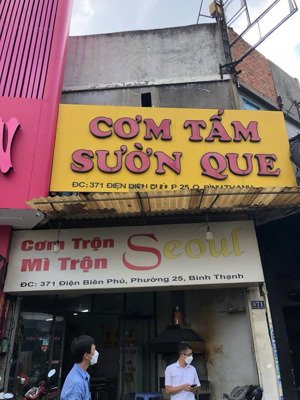 CƠM TẤM
SƯỜN QUE
ĐC: 371 ĐIỆN BIÊN P. 25, Q. BÌNH THẠNH
Cơm Trộn
Mì Trộn
Seoul
ĐC: 371 Điện Biên Phủ, Phường 25, Bình Thạnh
371